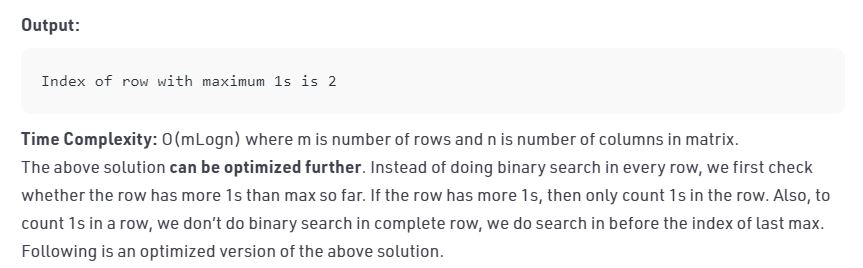 Output:
Index of row with maximum 1s is 2
Time Complexity: O(mLogn) where m is number of rows and n is number of columns in matrix.
The above solution can be optimized further. Instead of doing binary search in every row, we first check
whether the row has more 1s than max so far. If the row has more 1s, then only count 1s in the row. Also, to
count 1s in a row, we don’t do binary search in complete row, we do search in before the index of last max.
Following is an optimized version of the above solution.